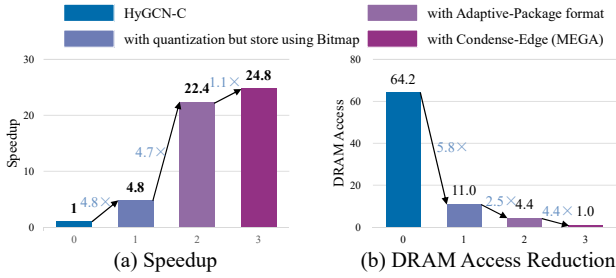 HyGCN-C
with Adaptive-Package format
with quantization but store using Bitmap
with Condense-Edge (MEGA)
(a)
30
20
10
0
Speedup
1
4.8
22.4
24.8
4.8×
4.7×
1.1×
0 1 2 3
(a) Speedup
(b)
80
60
40
20
0
DRAM Access
64.2
11.0
4.4
1.0
5.8×
2.5×
4.4×
0 1 2 3
(b) DRAM Access Reduction